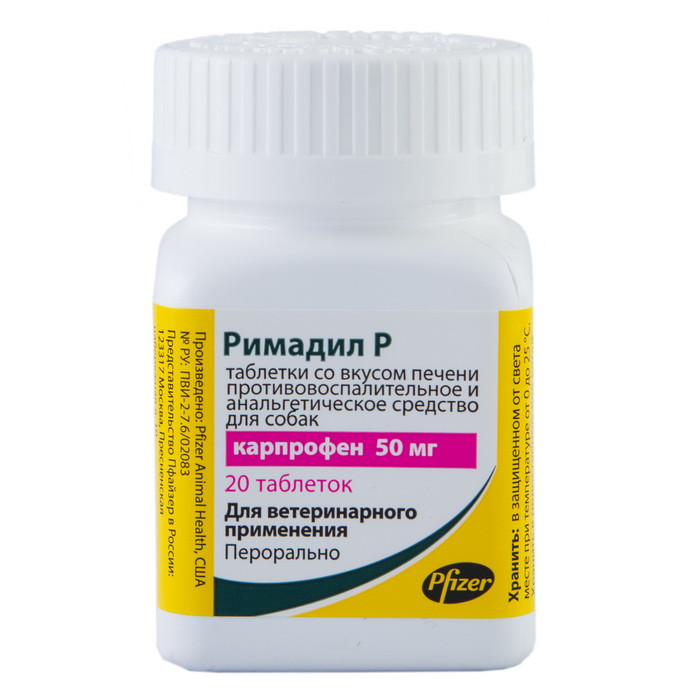 Римадил Р
таблетки со вкусом печени
противовоспалительное и
анальгетическое средство
для собак
карпрофен 50 мг
20 таблеток
Для ветеринарного
применения
Перорально
Pfizer
Произведено: Pfizer Animal Health, США
№ РУ: ПВИ-2-7.6/02083
Представительство Пфайзер в России:
123317 Москва, Пресненская
Хранить: в защищенном от света
месте при температуре от 0 до 25 °С.